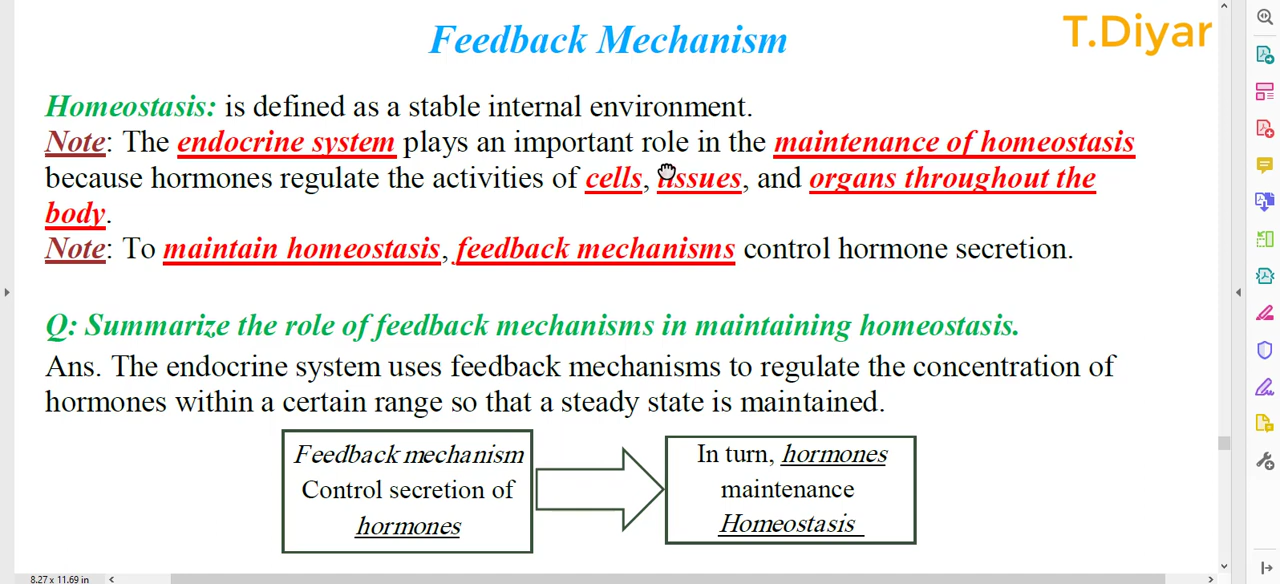 Feedback Mechanism
T.Diyar
Homeostasis: is defined as a stable internal environment.
Note: The endocrine system plays an important role in the maintenance of homeostasis
because hormones regulate the activities of cells, tissues, and organs throughout the
body.
Note: To maintain homeostasis, feedback mechanisms control hormone secretion.
Q: Summarize the role of feedback mechanisms in maintaining homeostasis.
Ans. The endocrine system uses feedback mechanisms to regulate the concentration of
hormones within a certain range so that a steady state is maintained.
Feedback mechanism
Control secretion of
hormones
In turn, hormones
maintenance
Homeostasis
8.27 x 11.69 in